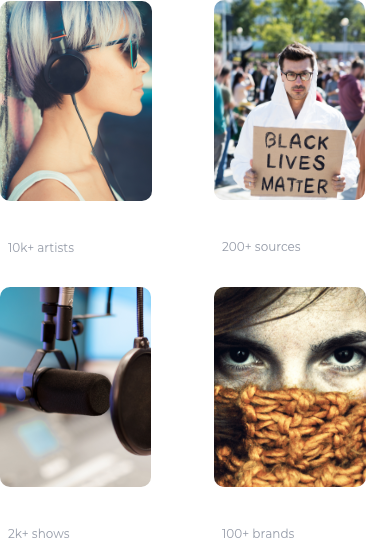 BLACK
LIVES
MATTER
10k+ artists
200+ sources
2k+ shows
100+ brands